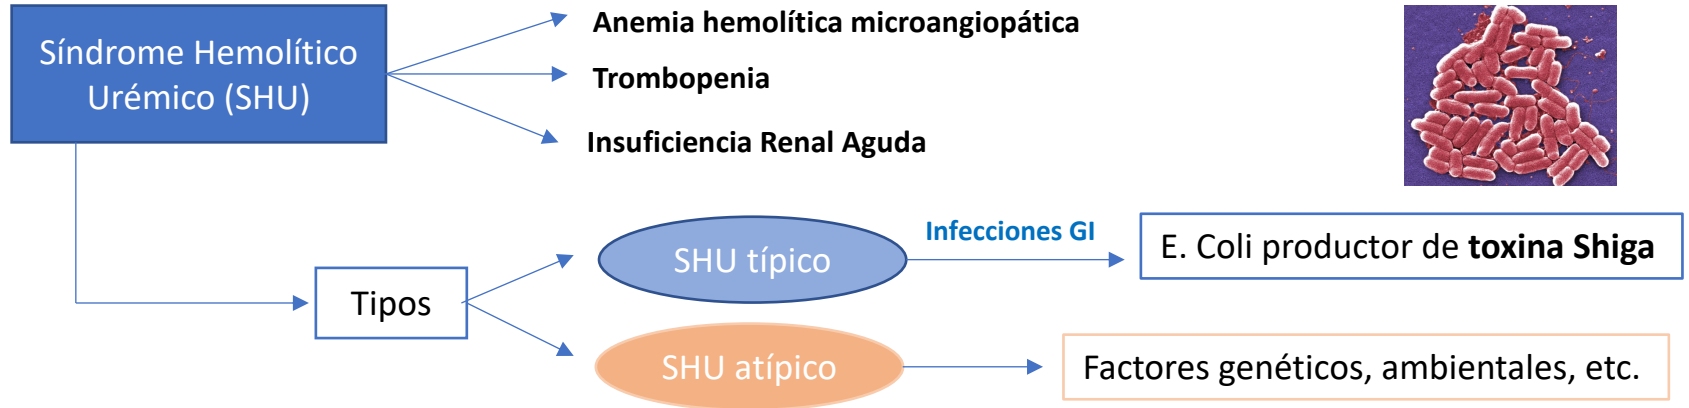 Síndrome Hemolítico
Urémico (SHU)
Anemia hemolítica microangiopática
Trombopenia
Insuficiencia Renal Aguda
Tipos
SHU típico
Infecciones GI
E. Coli productor de toxina Shiga
SHU atípico
Factores genéticos, ambientales, etc.